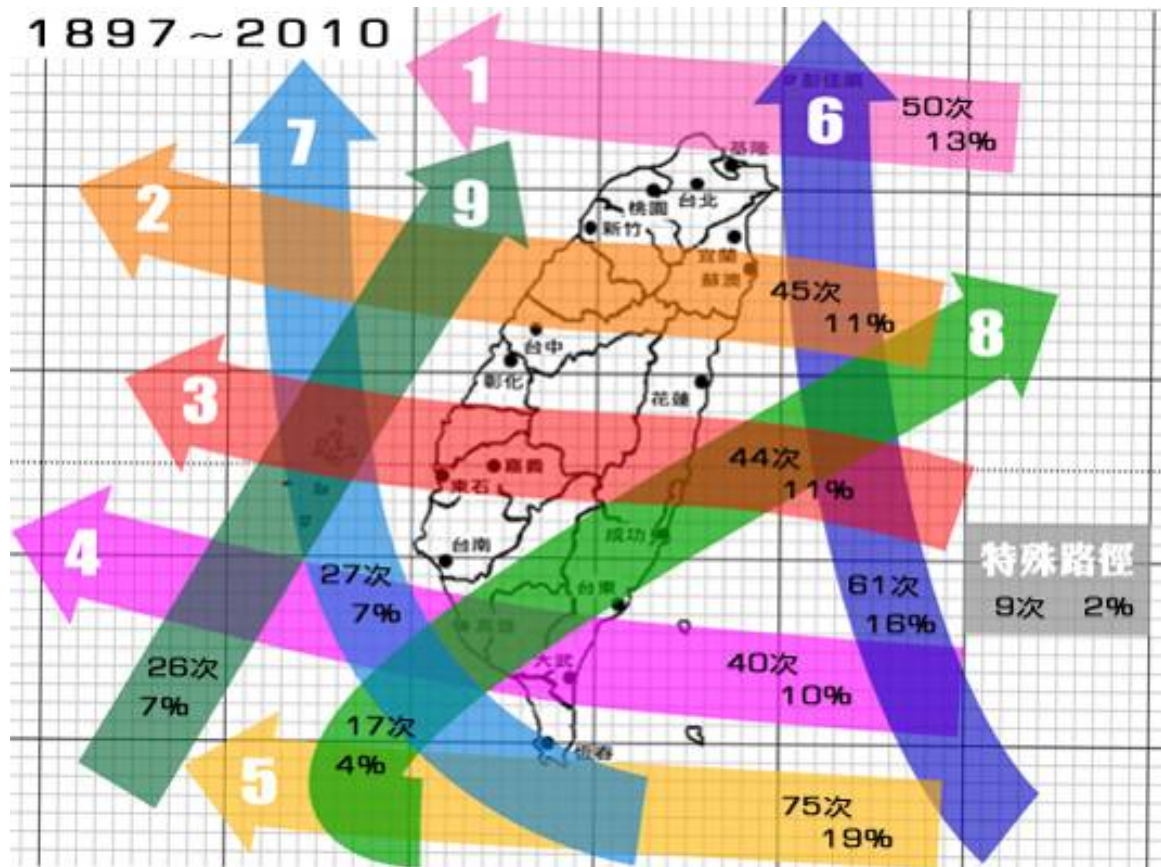 1897～2010
1
50次
13%
6
彭佳嶼
7
2
9
基隆
台北
桃園
新竹
宜蘭
蘇澳
45次
11%
8
台中
彰化
花蓮
3
44次
11%
嘉義
東石
成功
4
台南
27次
7%
台東
61次
16%
特殊路徑
9次 2%
高雄
大武
40次
10%
26次
7%
17次
4%
5
恆春
75次
19%